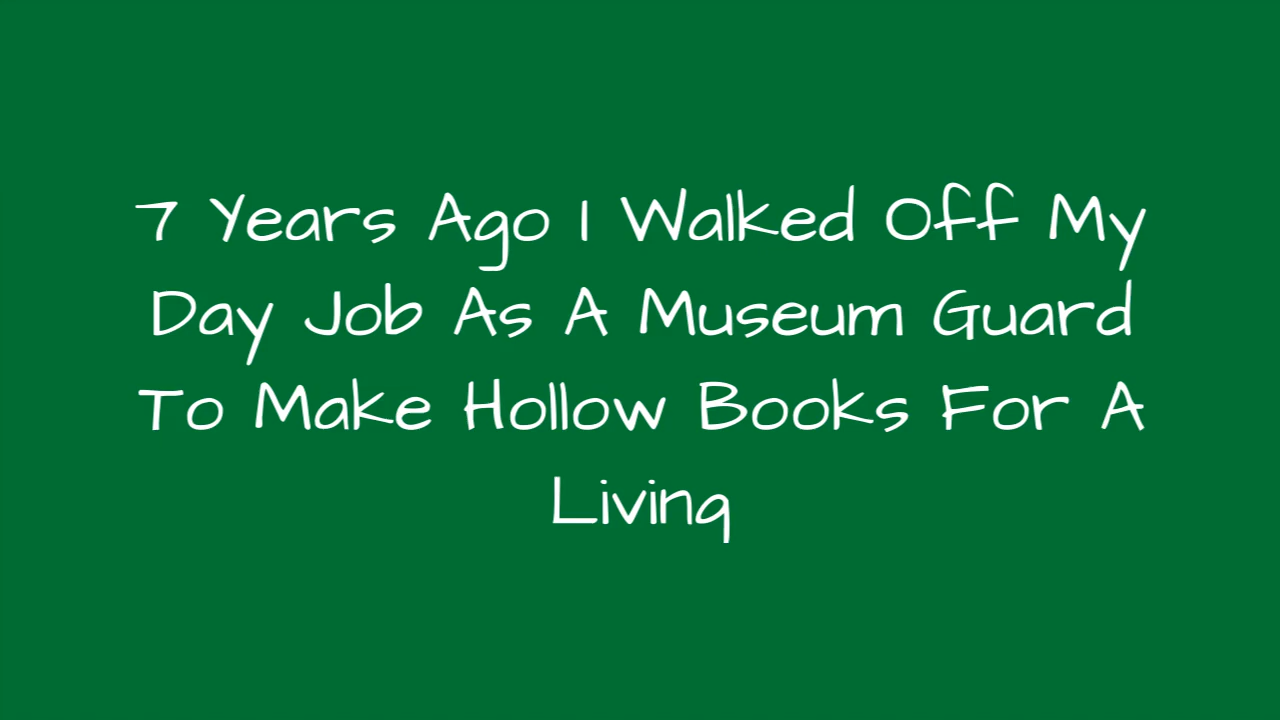 7 Years Ago I Walked Off My
Day Job As A Museum Guard
To Make Hollow Books For A
Living